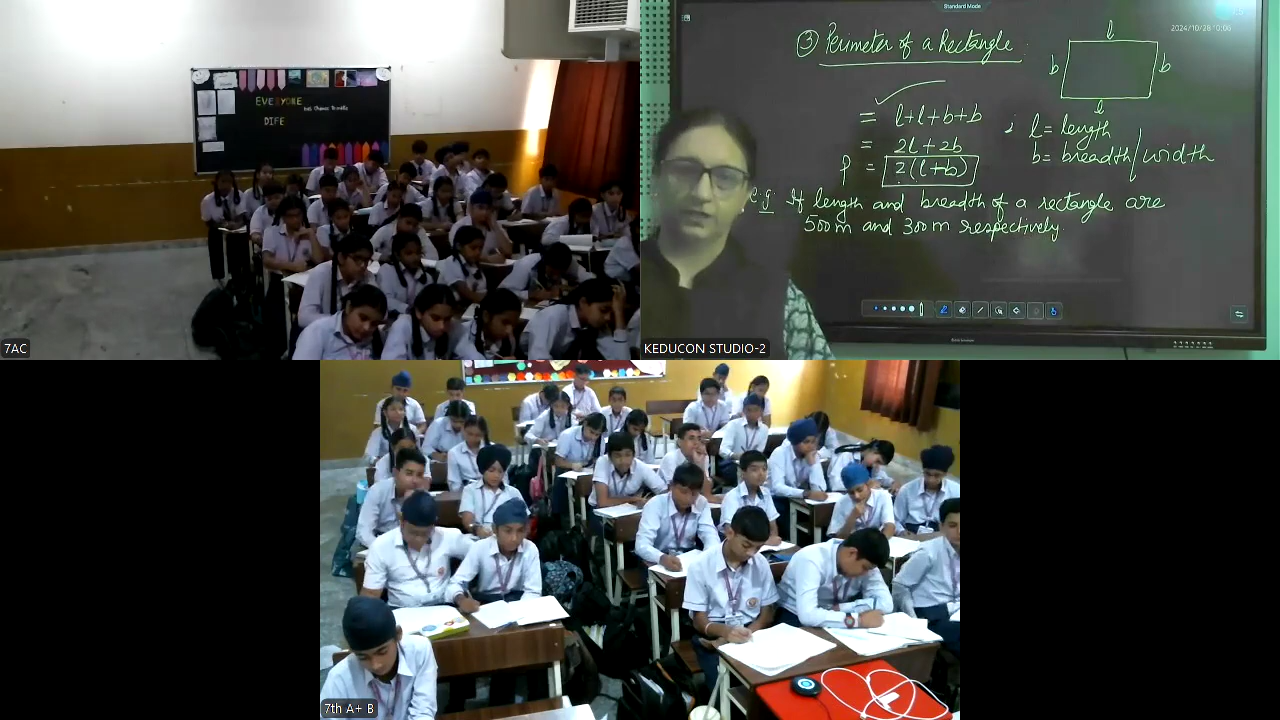 EVERYONE
DIFE
7AC
Standard Mode
2024/10/28 10:06
③ Perimeter of a Rectangle
l
b b
l
= l+l+b+b
= 2l + 2b
P = 2(l+b)
l = length
b = breadth/width
e.g: If length and breadth of a rectangle are
500 m and 300 m respectively.
KEDUCON STUDIO-2
7th A+ B